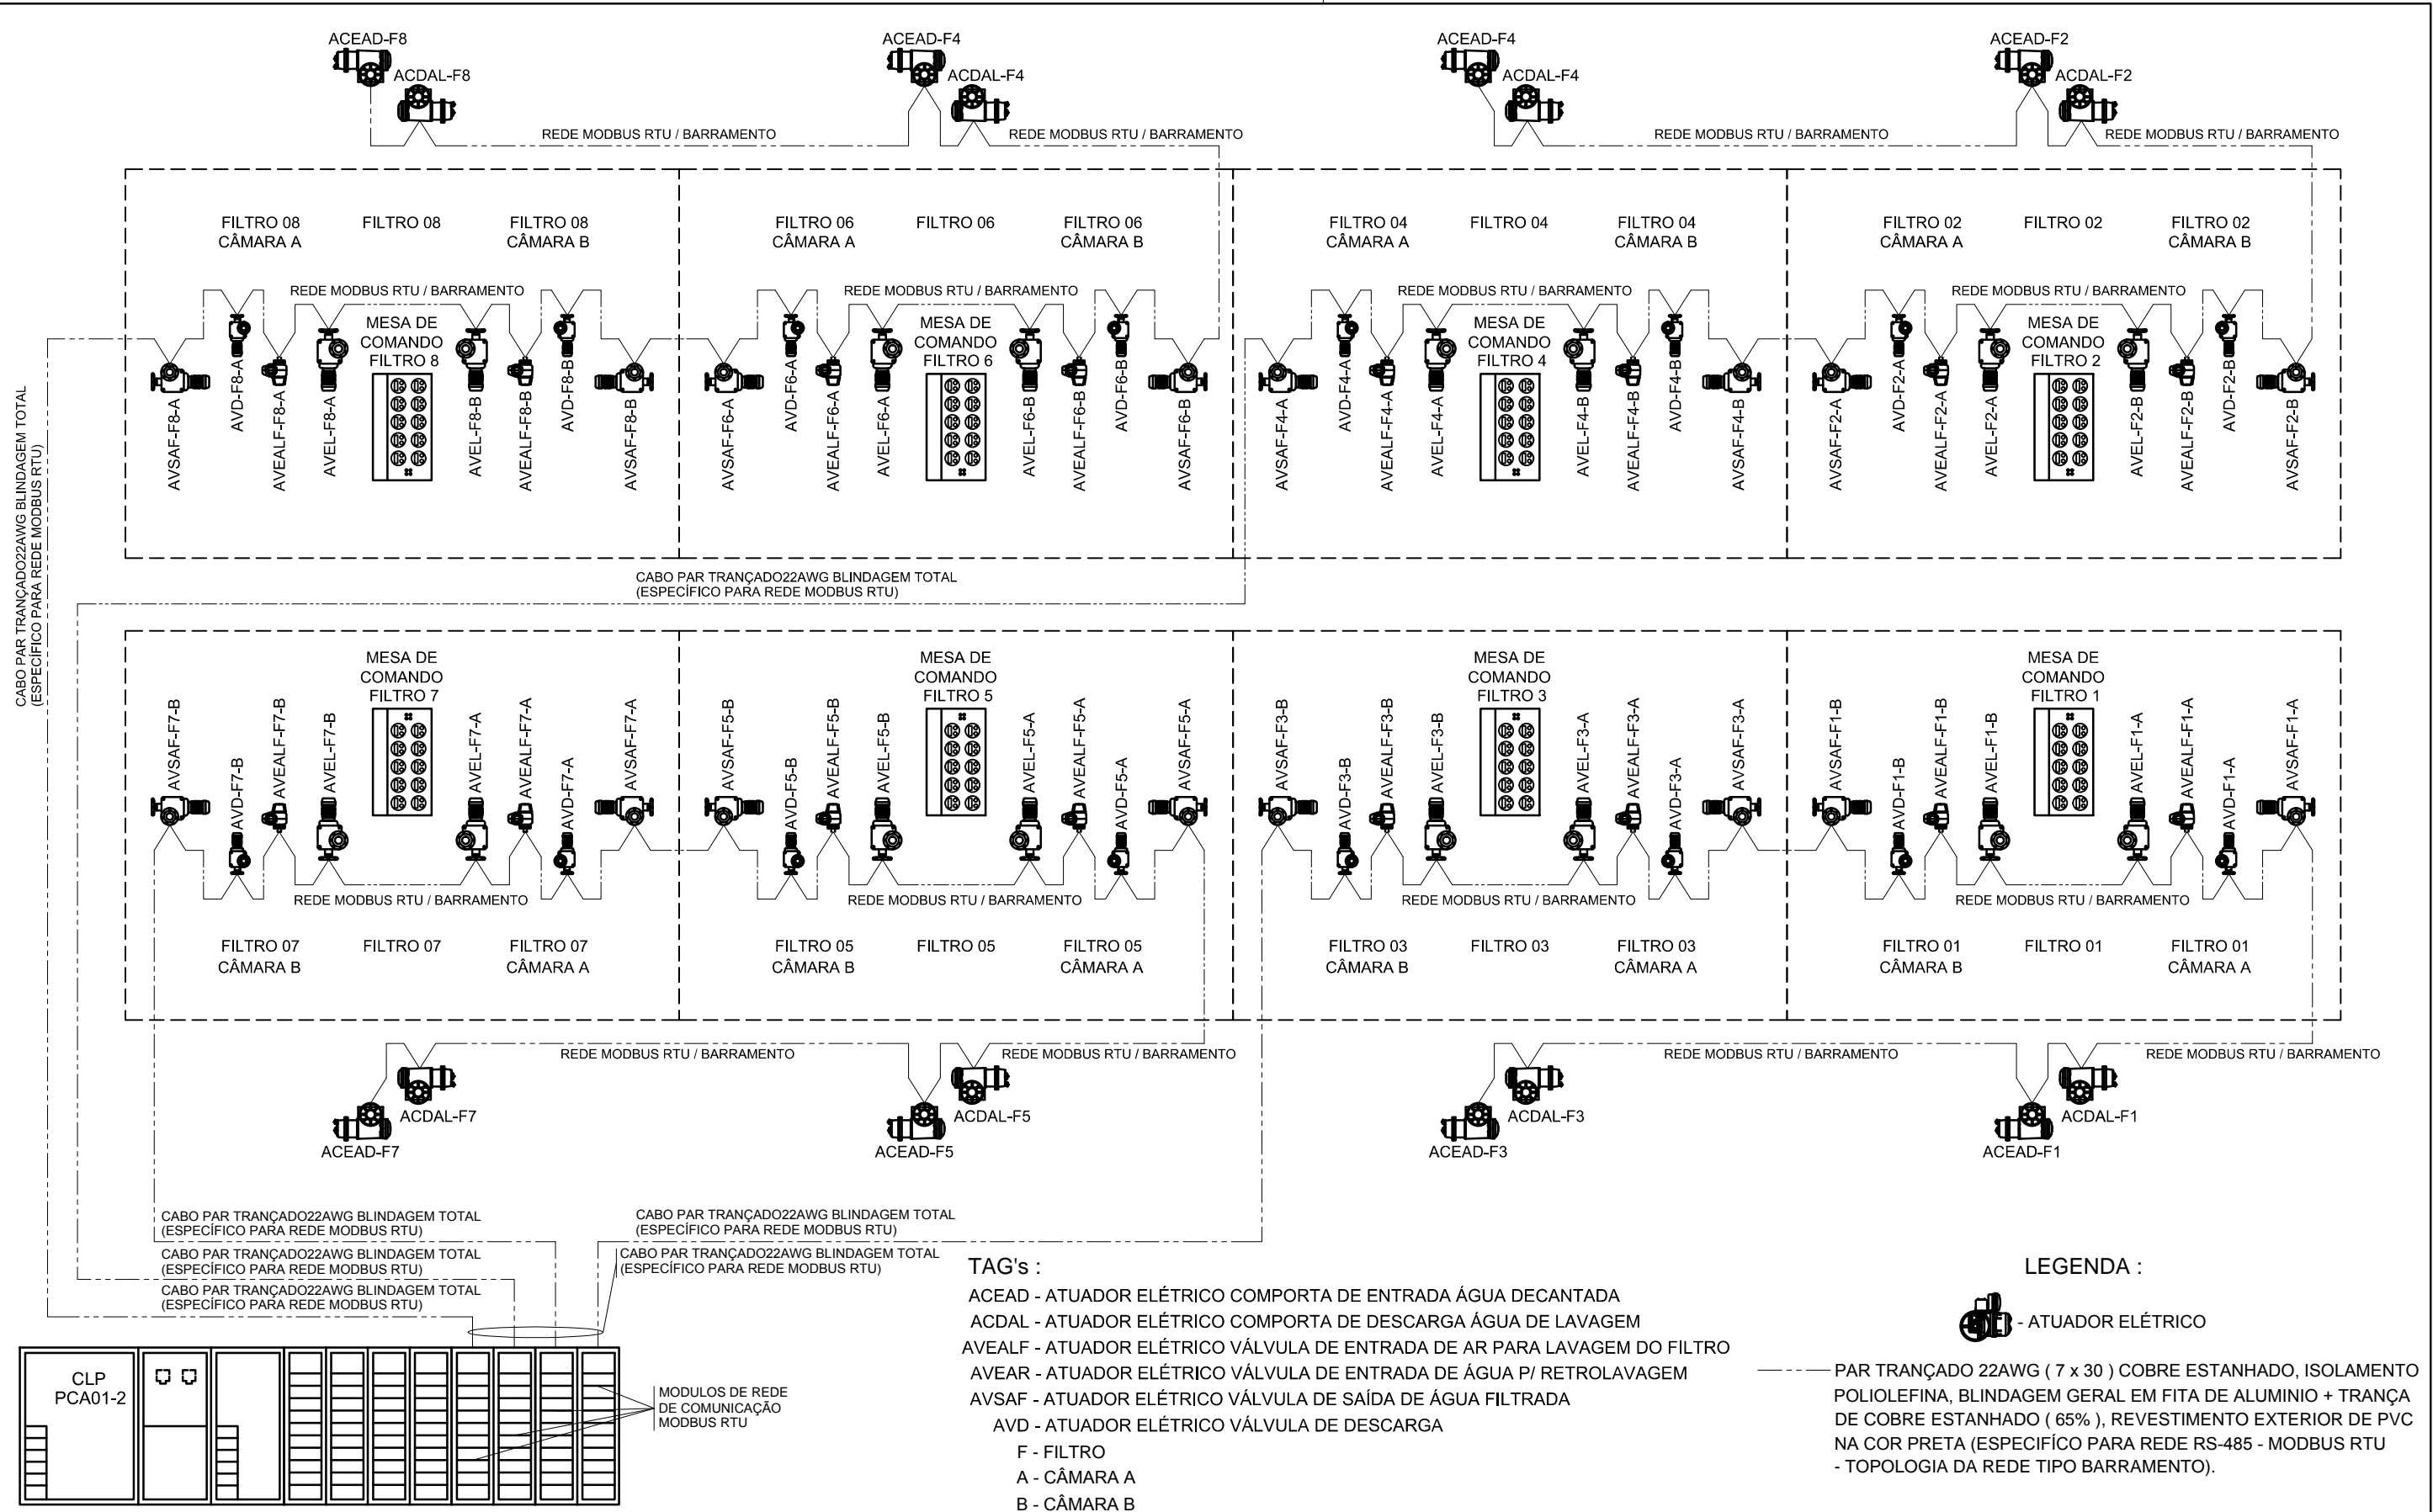 ACEAD-F8
ACDAL-F8
ACEAD-F4
ACDAL-F4
ACEAD-F4
ACDAL-F4
ACEAD-F2
ACDAL-F2
REDE MODBUS RTU / BARRAMENTO
REDE MODBUS RTU / BARRAMENTO
REDE MODBUS RTU / BARRAMENTO
REDE MODBUS RTU / BARRAMENTO
FILTRO 08
CÂMARA A
FILTRO 08
FILTRO 08
CÂMARA B
REDE MODBUS RTU / BARRAMENTO
MESA DE
COMANDO
FILTRO 8
AVSAF-F8-A
AVD-F8-A
AVEALF-F8-A
AVEL-F8-A
AVEL-F8-B
AVEALF-F8-B
AVD-F8-B
AVSAF-F8-B
FILTRO 06
CÂMARA A
FILTRO 06
FILTRO 06
CÂMARA B
REDE MODBUS RTU / BARRAMENTO
MESA DE
COMANDO
FILTRO 6
AVSAF-F6-A
AVD-F6-A
AVEALF-F6-A
AVEL-F6-A
AVEL-F6-B
AVEALF-F6-B
AVD-F6-B
AVSAF-F6-B
FILTRO 04
CÂMARA A
FILTRO 04
FILTRO 04
CÂMARA B
REDE MODBUS RTU / BARRAMENTO
MESA DE
COMANDO
FILTRO 4
AVSAF-F4-A
AVD-F4-A
AVEALF-F4-A
AVEL-F4-A
AVEL-F4-B
AVEALF-F4-B
AVD-F4-B
AVSAF-F4-B
FILTRO 02
CÂMARA A
FILTRO 02
FILTRO 02
CÂMARA B
REDE MODBUS RTU / BARRAMENTO
MESA DE
COMANDO
FILTRO 2
AVSAF-F2-A
AVD-F2-A
AVEALF-F2-A
AVEL-F2-A
AVEL-F2-B
AVEALF-F2-B
AVD-F2-B
AVSAF-F2-B
CABO PAR TRANÇADO22AWG BLINDAGEM TOTAL
(ESPECÍFICO PARA REDE MODBUS RTU)
CABO PAR TRANÇADO22AWG BLINDAGEM TOTAL
(ESPECÍFICO PARA REDE MODBUS RTU)
MESA DE
COMANDO
FILTRO 7
AVSAF-F7-B
AVD-F7-B
AVEALF-F7-B
AVEL-F7-B
AVEL-F7-A
AVEALF-F7-A
AVD-F7-A
AVSAF-F7-A
REDE MODBUS RTU / BARRAMENTO
FILTRO 07
CÂMARA B
FILTRO 07
FILTRO 07
CÂMARA A
MESA DE
COMANDO
FILTRO 5
AVSAF-F5-B
AVD-F5-B
AVEALF-F5-B
AVEL-F5-B
AVEL-F5-A
AVEALF-F5-A
AVD-F5-A
AVSAF-F5-A
REDE MODBUS RTU / BARRAMENTO
FILTRO 05
CÂMARA B
FILTRO 05
FILTRO 05
CÂMARA A
MESA DE
COMANDO
FILTRO 3
AVSAF-F3-B
AVD-F3-B
AVEALF-F3-B
AVEL-F3-B
AVEL-F3-A
AVEALF-F3-A
AVD-F3-A
AVSAF-F3-A
REDE MODBUS RTU / BARRAMENTO
FILTRO 03
CÂMARA B
FILTRO 03
FILTRO 03
CÂMARA A
MESA DE
COMANDO
FILTRO 1
AVSAF-F1-B
AVD-F1-B
AVEALF-F1-B
AVEL-F1-B
AVEL-F1-A
AVEALF-F1-A
AVD-F1-A
AVSAF-F1-A
REDE MODBUS RTU / BARRAMENTO
FILTRO 01
CÂMARA B
FILTRO 01
FILTRO 01
CÂMARA A
REDE MODBUS RTU / BARRAMENTO
REDE MODBUS RTU / BARRAMENTO
REDE MODBUS RTU / BARRAMENTO
REDE MODBUS RTU / BARRAMENTO
ACDAL-F7
ACEAD-F7
ACDAL-F5
ACEAD-F5
ACDAL-F3
ACEAD-F3
ACDAL-F1
ACEAD-F1
CABO PAR TRANÇADO22AWG BLINDAGEM TOTAL
(ESPECÍFICO PARA REDE MODBUS RTU)
CABO PAR TRANÇADO22AWG BLINDAGEM TOTAL
(ESPECÍFICO PARA REDE MODBUS RTU)
CABO PAR TRANÇADO22AWG BLINDAGEM TOTAL
(ESPECÍFICO PARA REDE MODBUS RTU)
CABO PAR TRANÇADO22AWG BLINDAGEM TOTAL
(ESPECÍFICO PARA REDE MODBUS RTU)
CABO PAR TRANÇADO22AWG BLINDAGEM TOTAL
(ESPECÍFICO PARA REDE MODBUS RTU)
CLP
PCA01-2
MODULOS DE REDE
DE COMUNICAÇÃO
MODBUS RTU
TAG's :
ACEAD - ATUADOR ELÉTRICO COMPORTA DE ENTRADA ÁGUA DECANTADA
ACDAL - ATUADOR ELÉTRICO COMPORTA DE DESCARGA ÁGUA DE LAVAGEM
AVEALF - ATUADOR ELÉTRICO VÁLVULA DE ENTRADA DE AR PARA LAVAGEM DO FILTRO
AVEAR - ATUADOR ELÉTRICO VÁLVULA DE ENTRADA DE ÁGUA P/ RETROLAVAGEM
AVSAF - ATUADOR ELÉTRICO VÁLVULA DE SAÍDA DE ÁGUA FILTRADA
AVD - ATUADOR ELÉTRICO VÁLVULA DE DESCARGA
F - FILTRO
A - CÂMARA A
B - CÂMARA B
LEGENDA :
- ATUADOR ELÉTRICO
PAR TRANÇADO 22AWG ( 7 x 30 ) COBRE ESTANHADO, ISOLAMENTO
POLIOLEFINA, BLINDAGEM GERAL EM FITA DE ALUMINIO + TRANÇA
DE COBRE ESTANHADO ( 65% ), REVESTIMENTO EXTERIOR DE PVC
NA COR PRETA (ESPECIFÍCO PARA REDE RS-485 - MODBUS RTU
- TOPOLOGIA DA REDE TIPO BARRAMENTO).